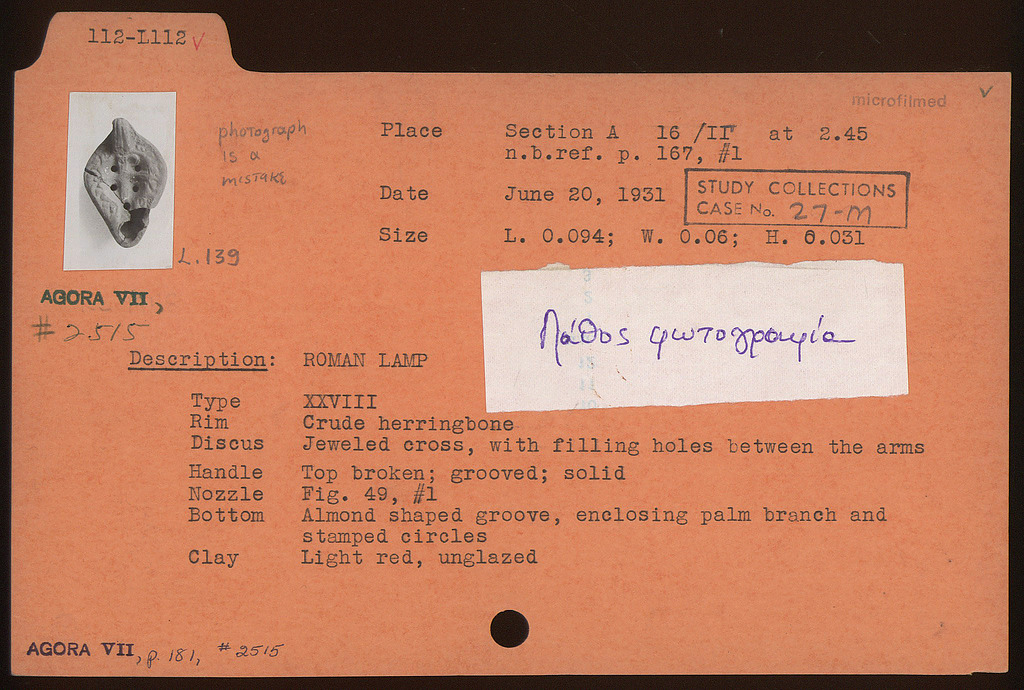 112-L112 ✓
microfilmed ✓
photograph
is a
mistake
L.139
Place Section A 16 /II at 2.45
n.b.ref. p. 167, #1
Date June 20, 1931
STUDY COLLECTIONS
CASE No. 27-M
Size L. 0.094; W. 0.06; H. 0.031
AGORA VII,
# 2515
Λάθος φωτογραφία
Description: ROMAN LAMP
Type XXVIII
Rim Crude herringbone
Discus Jeweled cross, with filling holes between the arms
Handle Top broken; grooved; solid
Nozzle Fig. 49, #1
Bottom Almond shaped groove, enclosing palm branch and
stamped circles
Clay Light red, unglazed
AGORA VII, p. 181, #2515